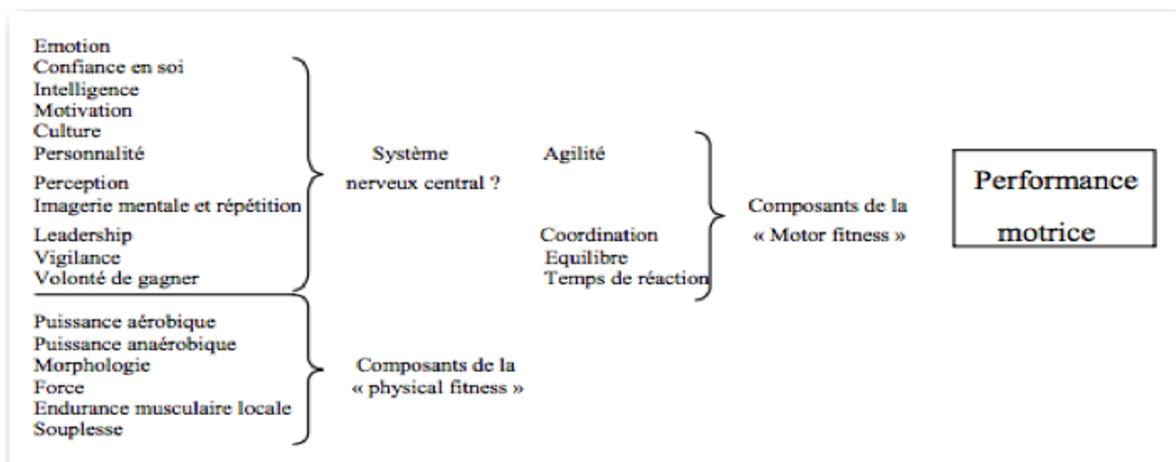 Emotion
Confiance en soi
Intelligence
Motivation
Culture
Personnalité
Perception
Imagerie mentale et répétition
Leadership
Vigilance
Volonté de gagner
Système
nerveux central ?
Agilité
Coordination
Equilibre
Temps de réaction
Composants de la
« Motor fitness »
Performance
motrice
Puissance aérobique
Puissance anaérobique
Morphologie
Force
Endurance musculaire locale
Souplesse
Composants de la
« physical fitness »